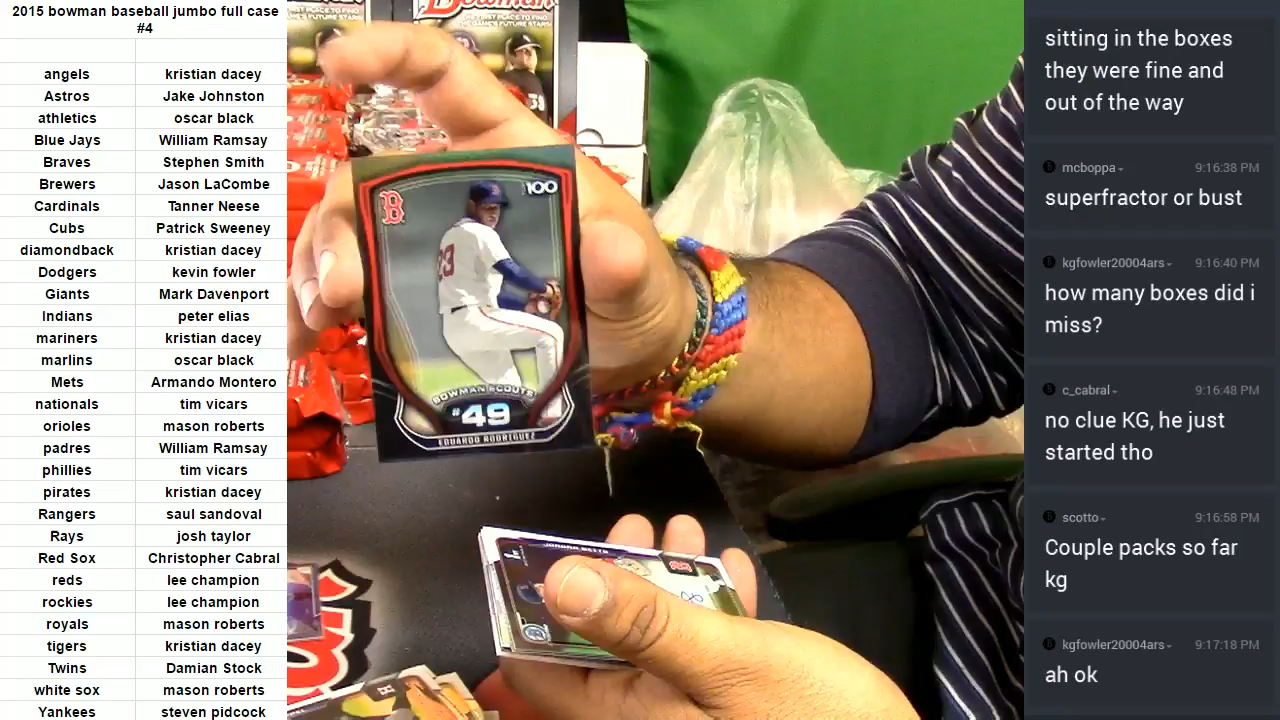 2015 bowman baseball jumbo full case
#4
angels kristian dacey
Astros Jake Johnston
athletics oscar black
Blue Jays William Ramsay
Braves Stephen Smith
Brewers Jason LaCombe
Cardinals Tanner Neese
Cubs Patrick Sweeney
diamondback kristian dacey
Dodgers kevin fowler
Giants Mark Davenport
Indians peter elias
mariners kristian dacey
marlins oscar black
Mets Armando Montero
nationals tim vicars
orioles mason roberts
padres William Ramsay
phillies tim vicars
pirates kristian dacey
Rangers saul sandoval
Rays josh taylor
Red Sox Christopher Cabral
reds lee champion
rockies lee champion
royals mason roberts
tigers kristian dacey
Twins Damian Stock
white sox mason roberts
Yankees steven pidcock
Bowman
B
100
23
BOWMAN SCOUTS'
#49
EDUARDO RODRIGUEZ
sitting in the boxes
they were fine and
out of the way
mcboppa 9:16:38 PM
superfractor or bust
kgfowler20004ars 9:16:40 PM
how many boxes did i
miss?
c_cabral 9:16:48 PM
no clue KG, he just
started tho
scotto 9:16:58 PM
Couple packs so far
kg
kgfowler20004ars 9:17:18 PM
ah ok